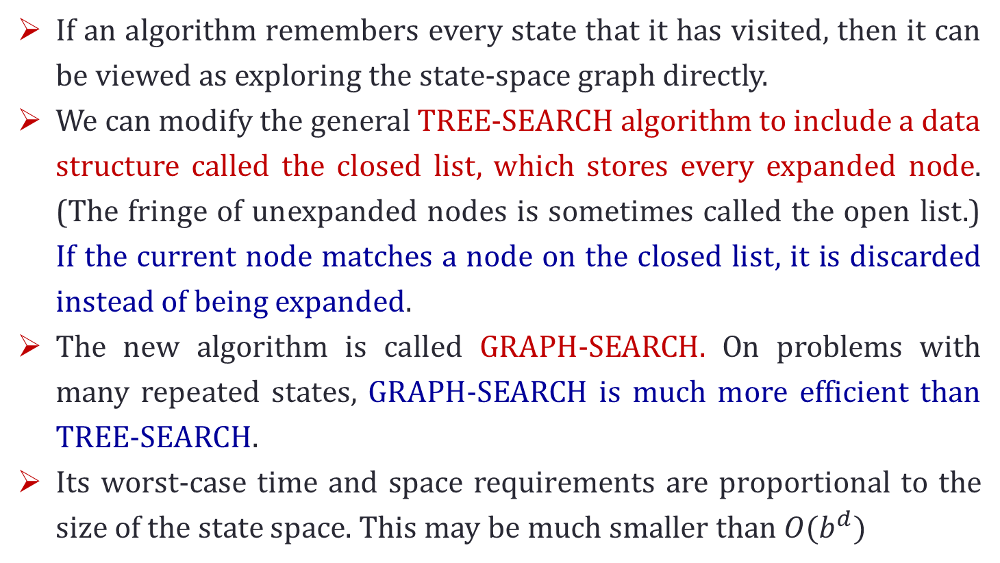 If an algorithm remembers every state that it has visited, then it can
be viewed as exploring the state-space graph directly.
We can modify the general TREE-SEARCH algorithm to include a data
structure called the closed list, which stores every expanded node.
(The fringe of unexpanded nodes is sometimes called the open list.)
If the current node matches a node on the closed list, it is discarded
instead of being expanded.
The new algorithm is called GRAPH-SEARCH. On problems with
many repeated states, GRAPH-SEARCH is much more efficient than
TREE-SEARCH.
Its worst-case time and space requirements are proportional to the
size of the state space. This may be much smaller than 𝑂(𝑏ᵈ)